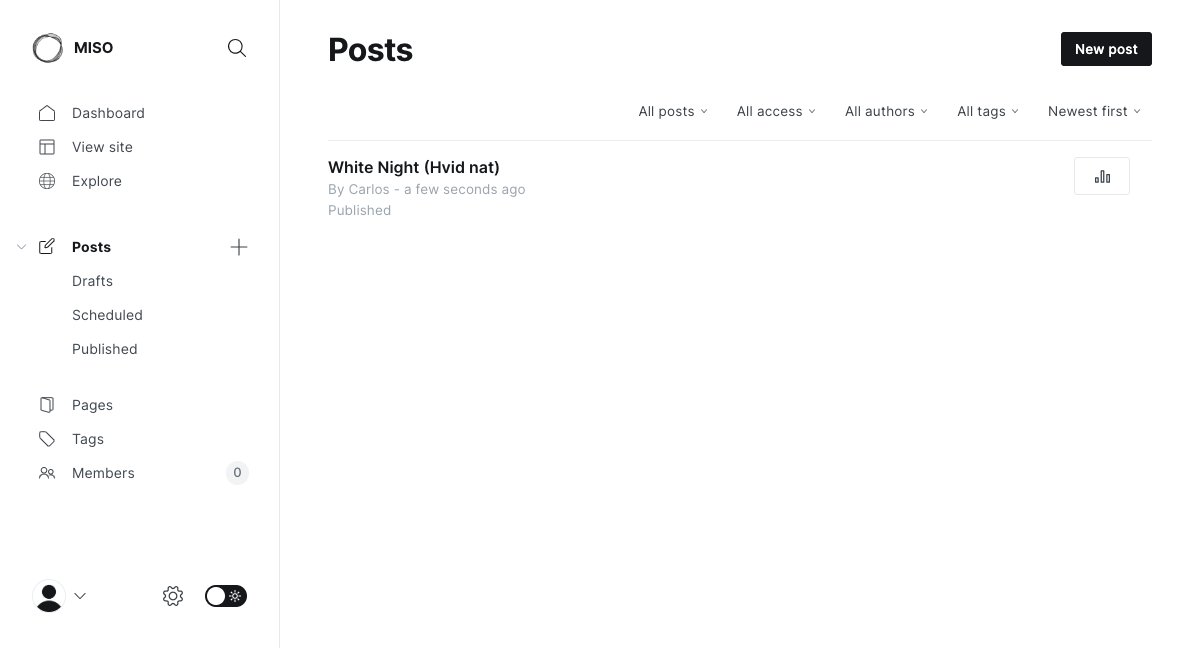 MISO
Dashboard
View site
Explore
Posts
Drafts
Scheduled
Published
Pages
Tags
Members 0
Posts
New post
All posts All access All authors All tags Newest first
White Night (Hvid nat)
By Carlos - a few seconds ago
Published